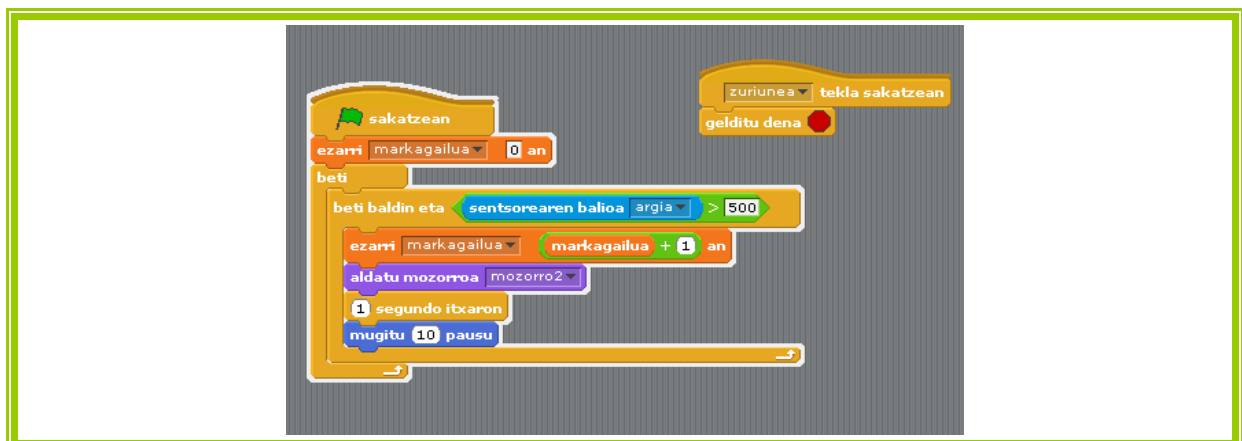 sakatzean
ezarri markagailua 0 an
beti
beti baldin eta sentsorearen balioa argia > 500
ezarri markagailua markagailua + 1 an
aldatu mozorroa mozorro2
1 segundo itxaron
mugitu 10 pausu
zuriunea tekla sakatzean
gelditu dena